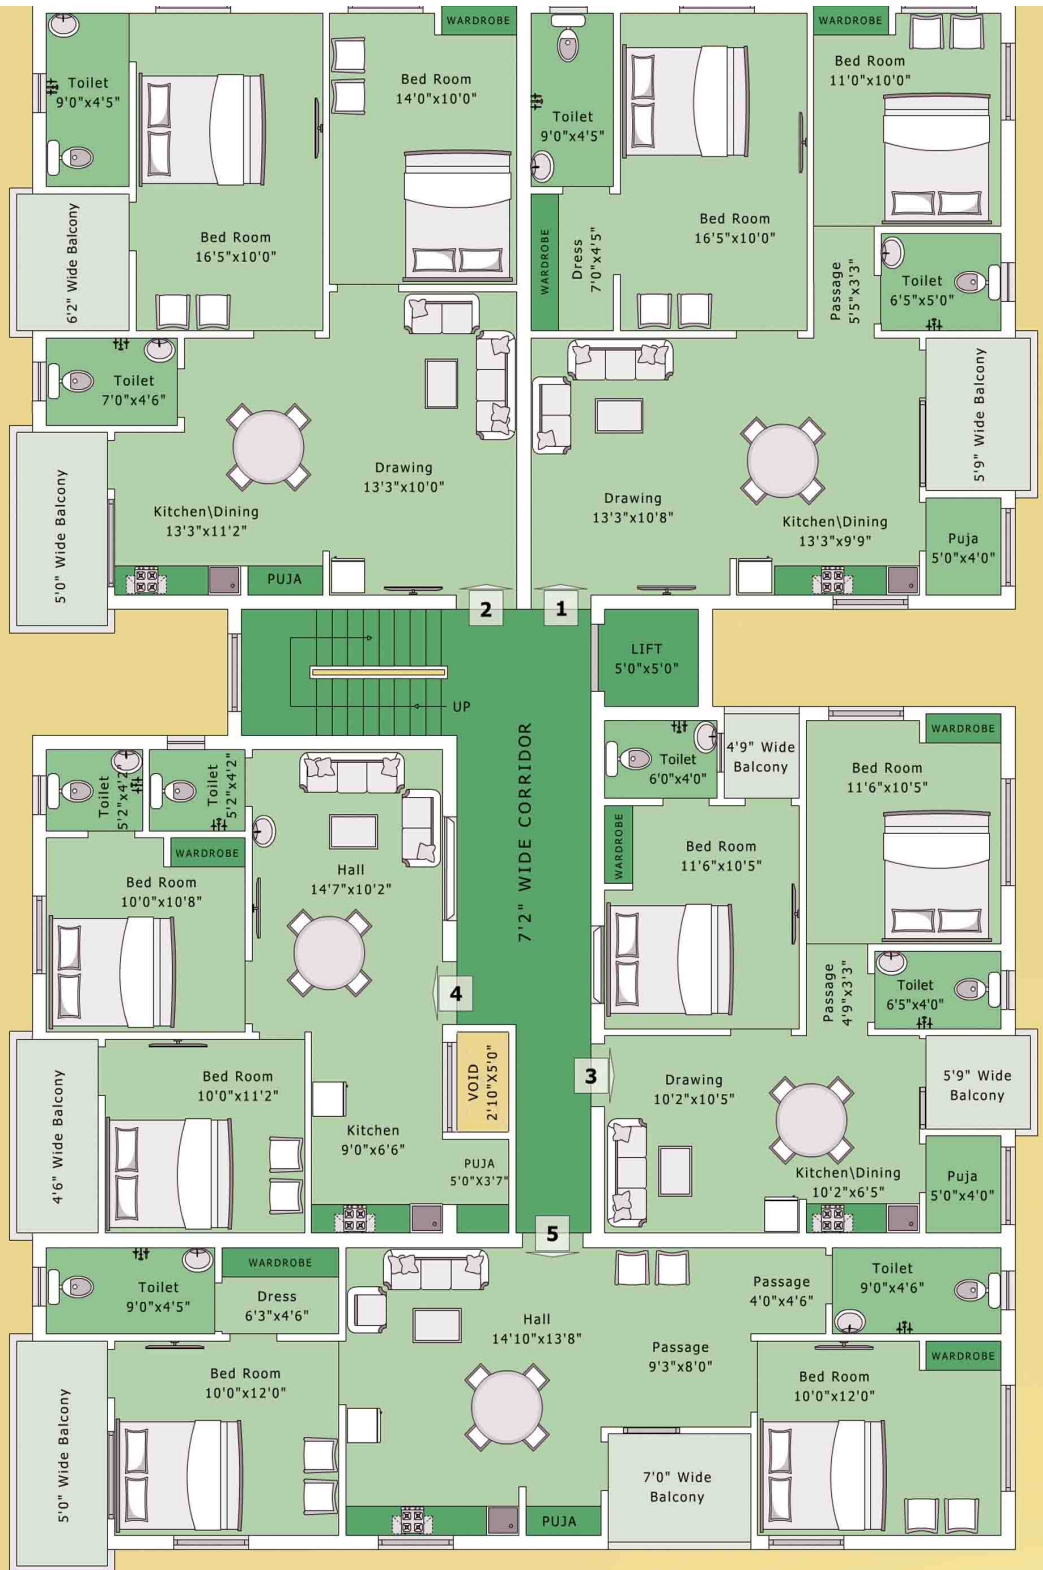 WARDROBE
WARDROBE
WARDROBE
Toilet
9'0"x4'5"
Bed Room
14'0"x10'0"
Toilet
9'0"x4'5"
Bed Room
11'0"x10'0"
6'2" Wide Balcony
Bed Room
16'5"x10'0"
WARDROBE
Dress
7'0"x4'5"
Bed Room
16'5"x10'0"
Passage
5'5"x3'3"
Toilet
6'5"x5'0"
Toilet
7'0"x4'6"
5'0" Wide Balcony
Drawing
13'3"x10'0"
Kitchen\Dining
13'3"x11'2"
PUJA
Drawing
13'3"x10'8"
Kitchen\Dining
13'3"x9'9"
5'9" Wide Balcony
Puja
5'0"x4'0"
2
1
LIFT
5'0"x5'0"
UP
7'2" WIDE CORRIDOR
Toilet
5'2"x4'2"
Toilet
5'2"x4'2"
WARDROBE
Bed Room
10'0"x10'8"
Hall
14'7"x10'2"
Toilet
6'0"x4'0"
4'9" Wide
Balcony
WARDROBE
Bed Room
11'6"x10'5"
WARDROBE
Bed Room
11'6"x10'5"
4
Passage
4'9"x3'3"
Toilet
6'5"x4'0"
4'6" Wide Balcony
Bed Room
10'0"x11'2"
Kitchen
9'0"x6'6"
VOID
2'10"X5'0"
PUJA
5'0"X3'7"
3
Drawing
10'2"x10'5"
Kitchen\Dining
10'2"x6'5"
5'9" Wide
Balcony
Puja
5'0"x4'0"
5
Toilet
9'0"x4'5"
WARDROBE
Dress
6'3"x4'6"
Hall
14'10"x13'8"
Passage
4'0"x4'6"
Toilet
9'0"x4'6"
Passage
9'3"x8'0"
WARDROBE
5'0" Wide Balcony
Bed Room
10'0"x12'0"
Bed Room
10'0"x12'0"
7'0" Wide
Balcony
PUJA